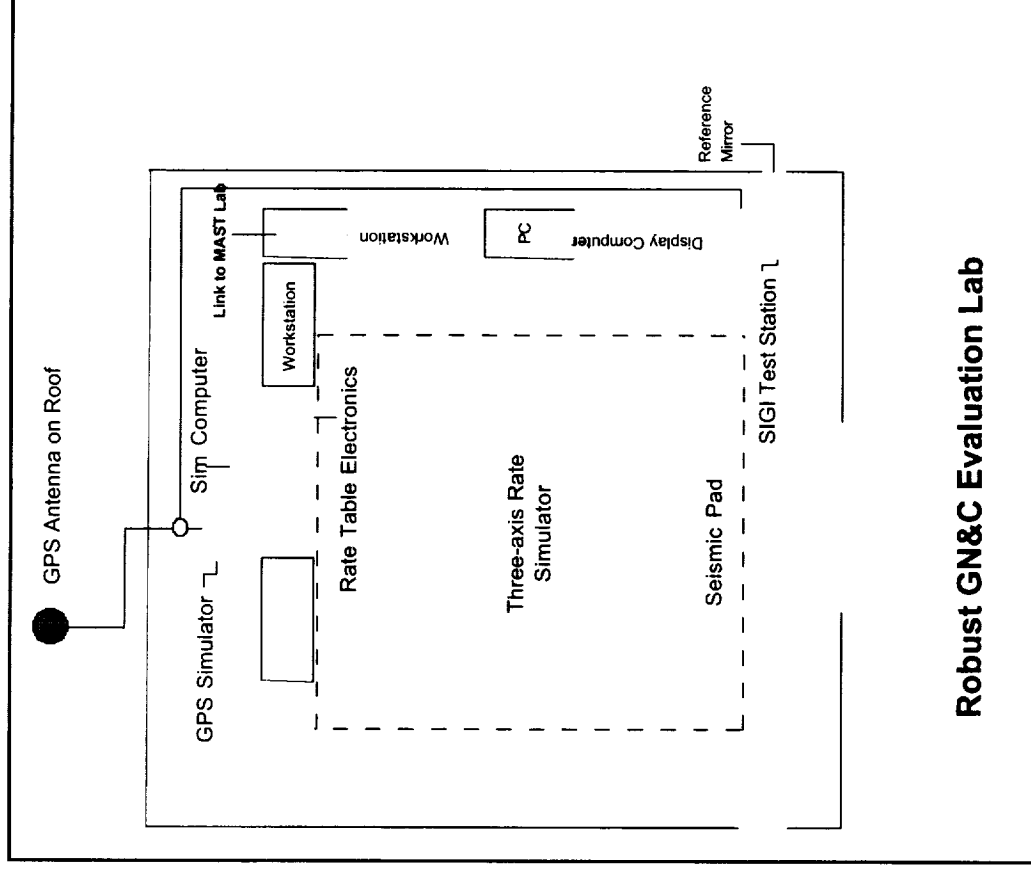 GPS Antenna on Roof
GPS Simulator
Sim Computer
Link to MAST Lab
Workstation
Workstation
PC
Display Computer
Reference
Mirror
Rate Table Electronics
Three-axis Rate
Simulator
Seismic Pad
SIGI Test Station
Robust GN&C Evaluation Lab